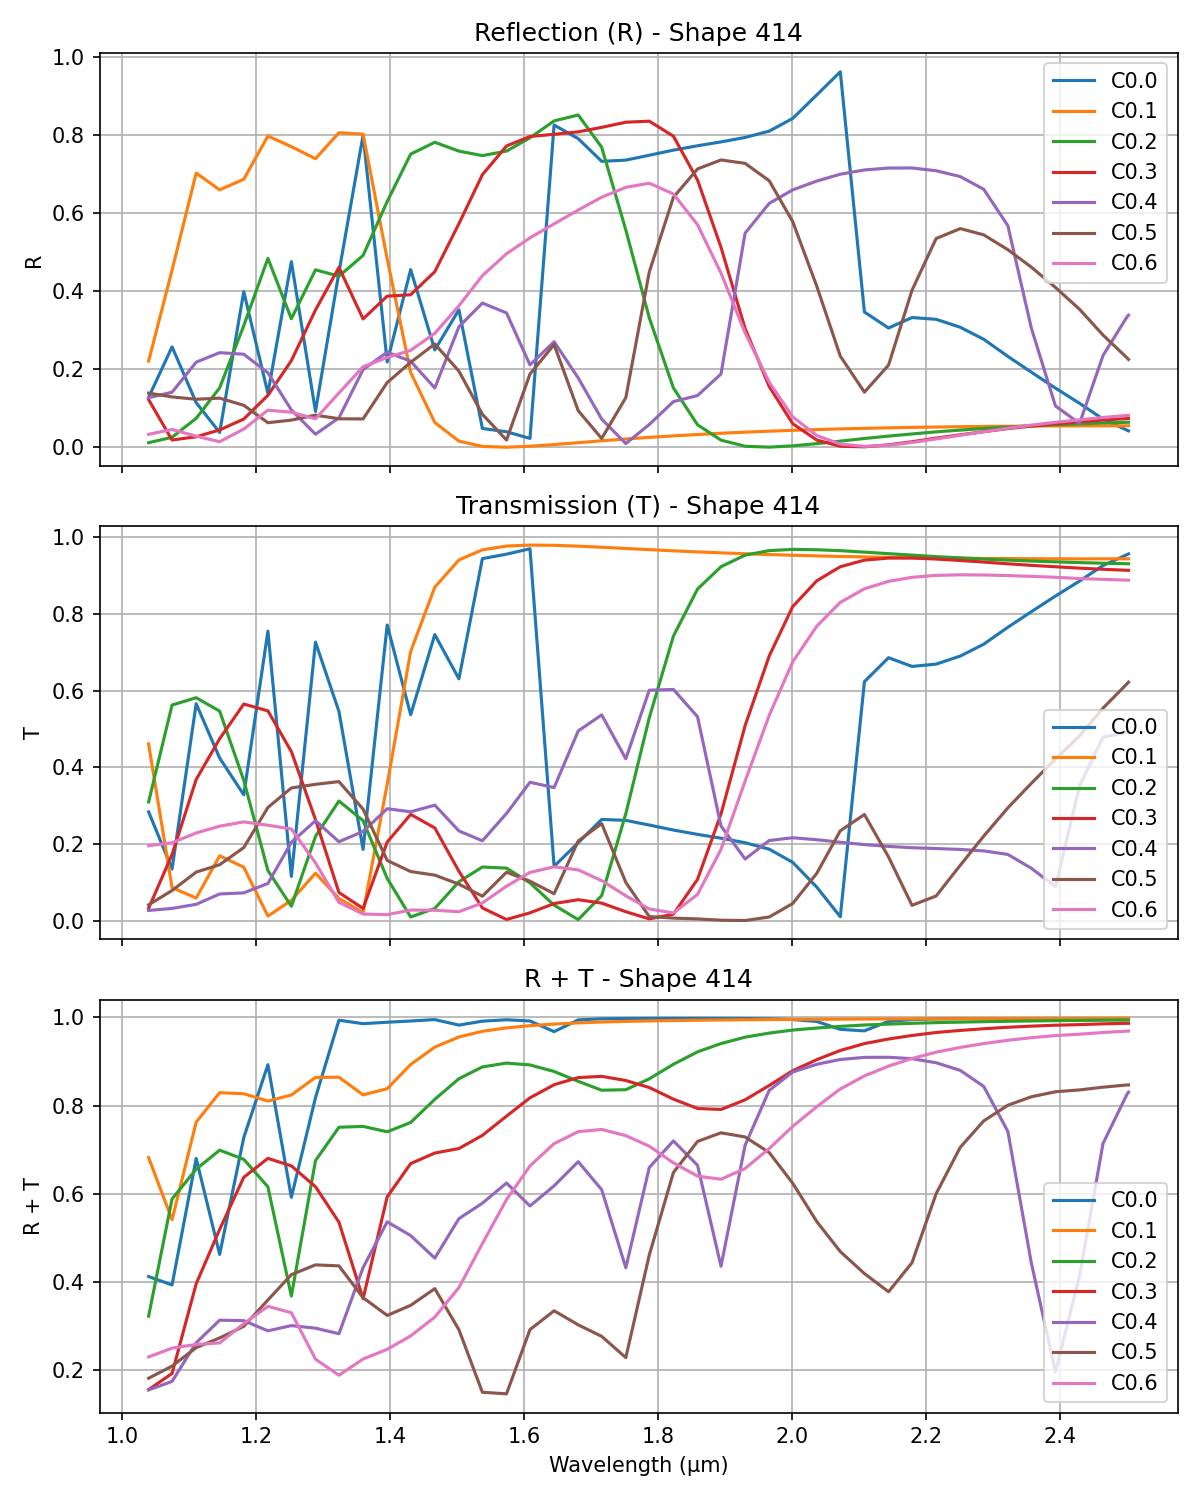 Reflection (R) - Shape 414
R
1.0
0.8
0.6
0.4
0.2
0.0
C0.0
C0.1
C0.2
C0.3
C0.4
C0.5
C0.6
Transmission (T) - Shape 414
T
1.0
0.8
0.6
0.4
0.2
0.0
C0.0
C0.1
C0.2
C0.3
C0.4
C0.5
C0.6
R + T - Shape 414
R + T
1.0
0.8
0.6
0.4
0.2
C0.0
C0.1
C0.2
C0.3
C0.4
C0.5
C0.6
1.0 1.2 1.4 1.6 1.8 2.0 2.2 2.4
Wavelength (μm)